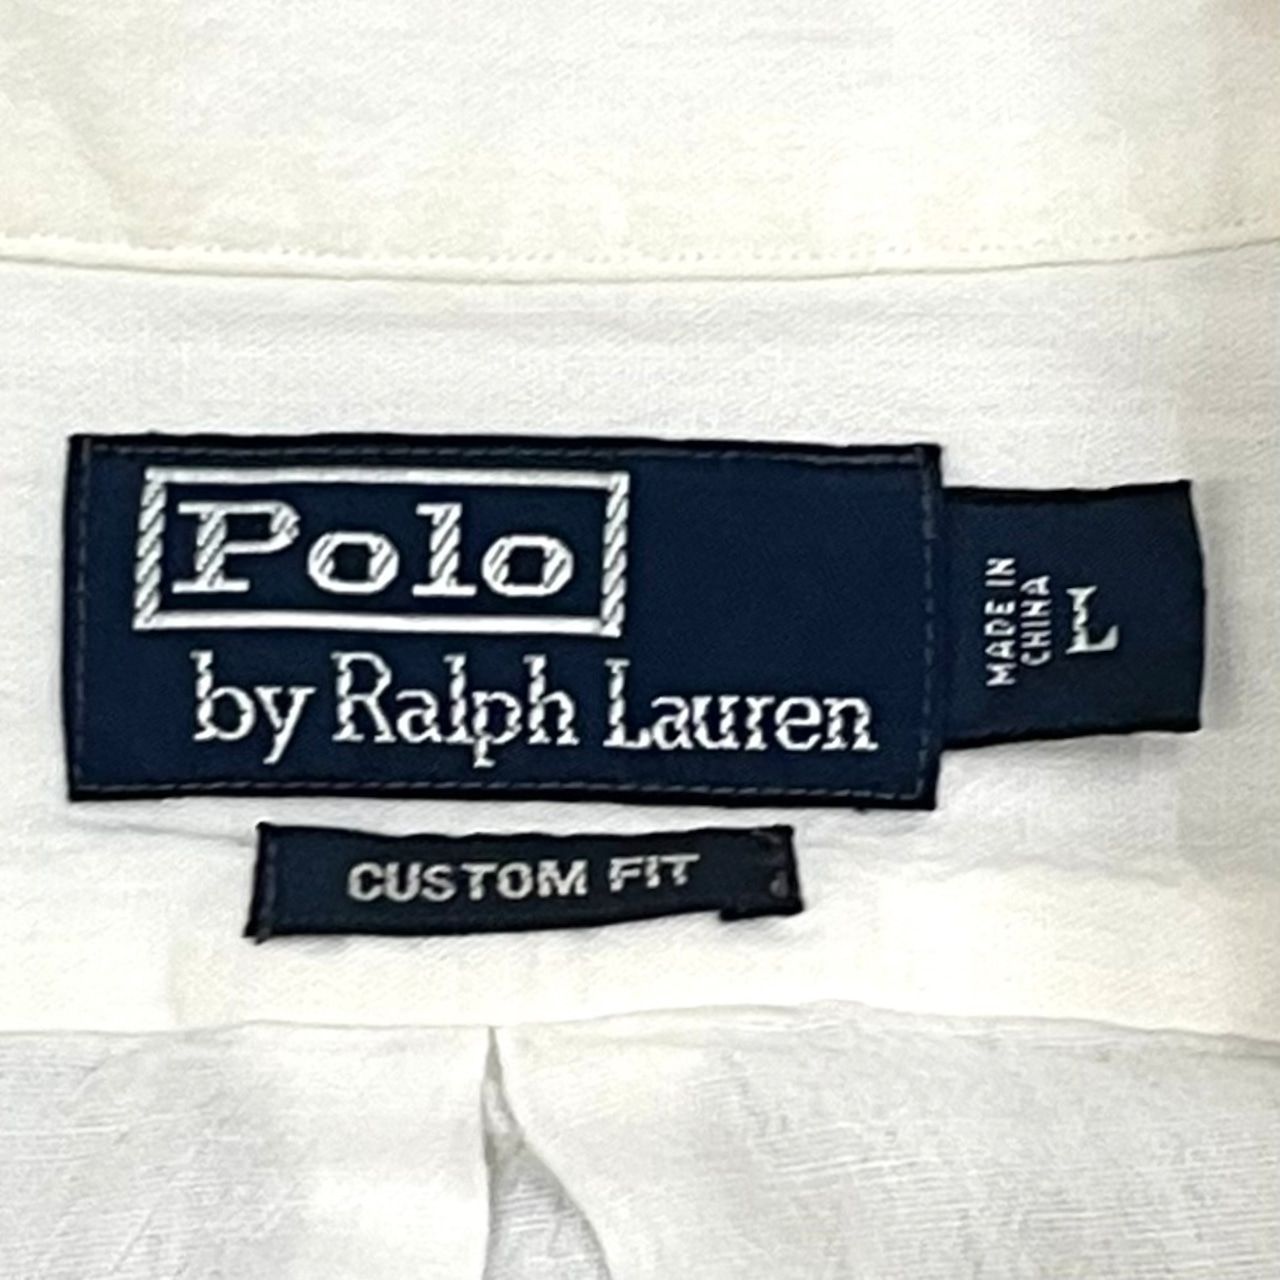 Polo
by Ralph Lauren
MADE IN
CHINA
L
CUSTOM FIT